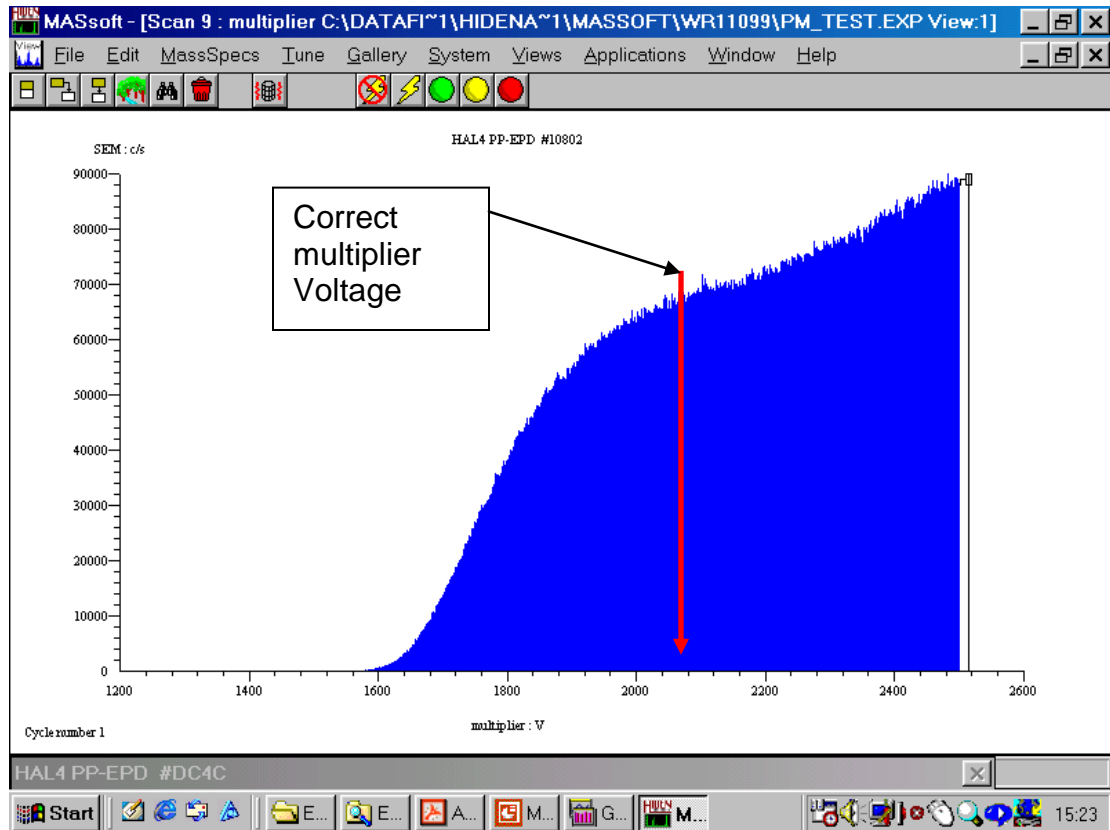 MASsoft - [Scan 9 : multiplier C:\DATAFI~1\HIDENA~1\MASSOFT\WR11099\PM_TEST.EXP View:1]
View File Edit MassSpecs Tune Gallery System Views Applications Window Help
HAL4 PP-EPD #10802
SEM : c/s
90000
80000
70000
60000
50000
40000
30000
20000
10000
0
Correct
multiplier
Voltage
1200 1400 1600 1800 2000 2200 2400 2600
multiplier : V
Cycle number 1
HAL4 PP-EPD #DC4C
Start E... E... A... M... G... HIDEN M... 15:23